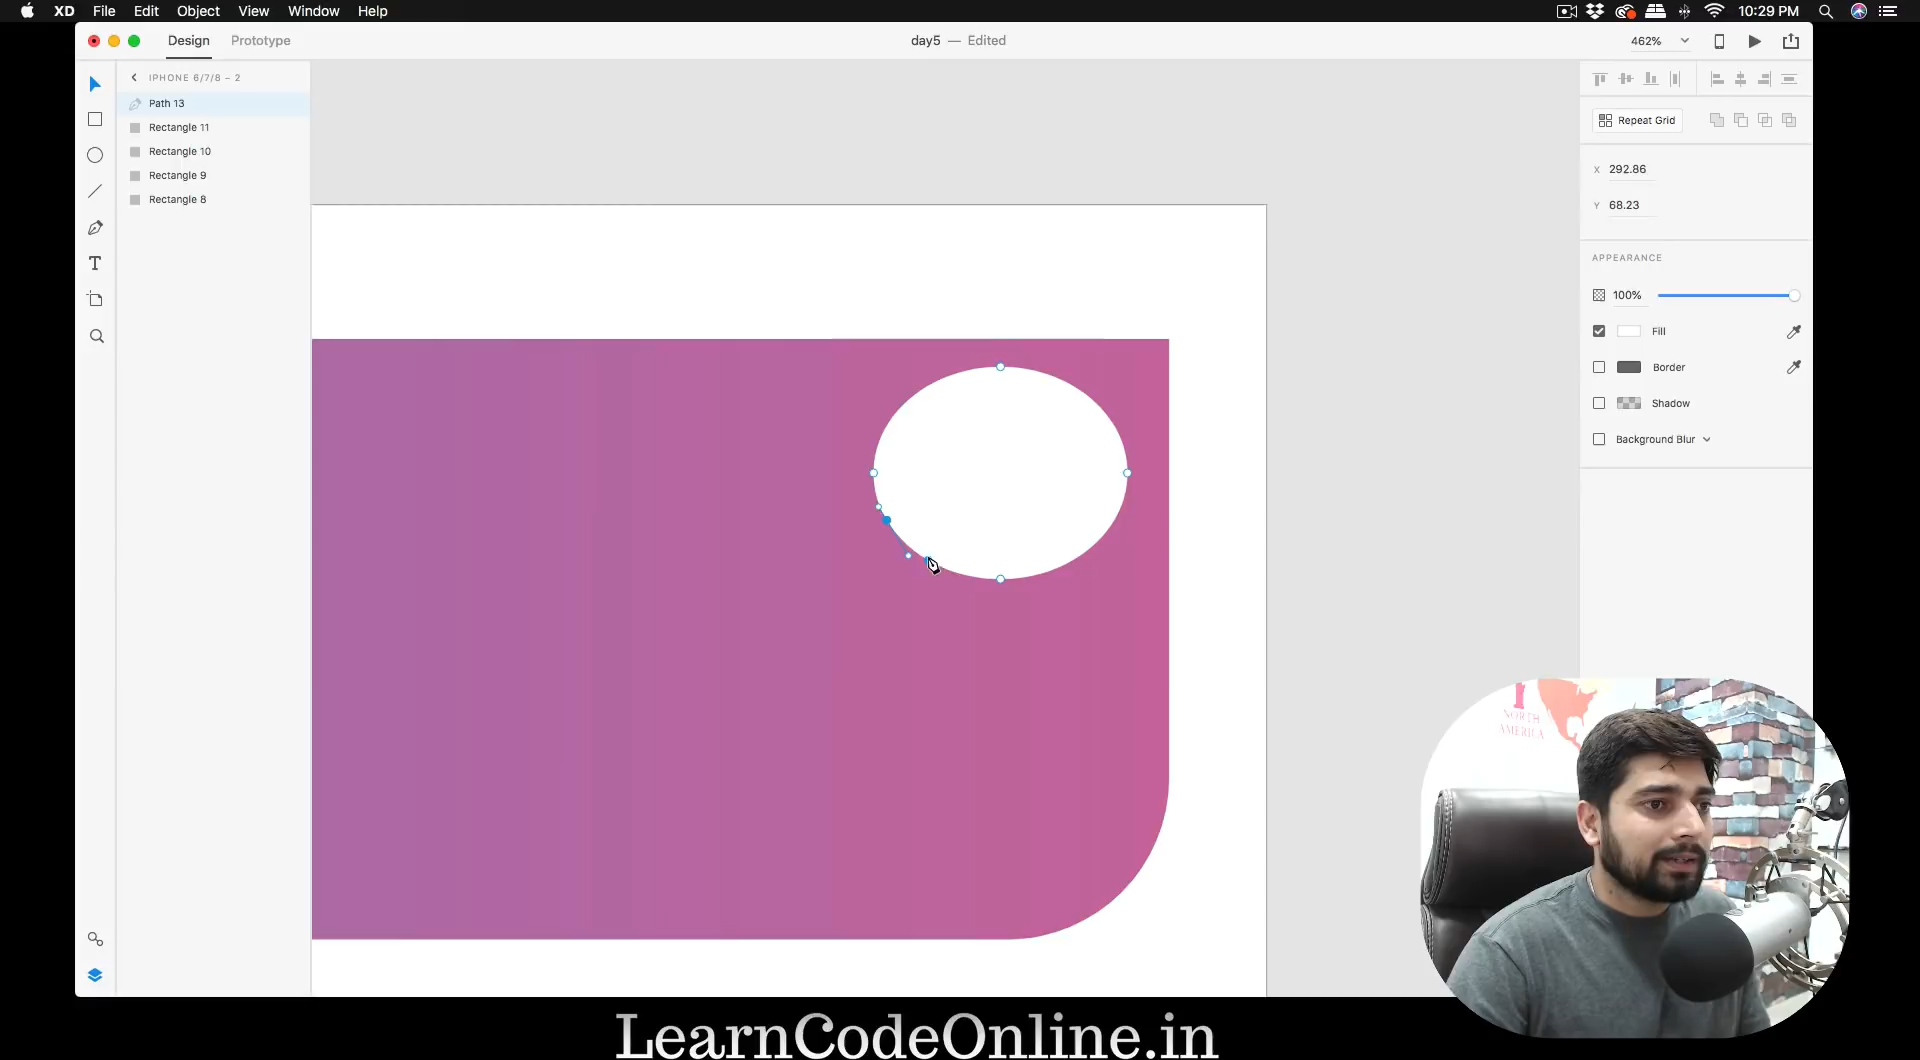 XD File Edit Object View Window Help
10:29 PM
Design Prototype
day5 — Edited
462%
IPHONE 6/7/8 – 2
Path 13
Rectangle 11
Rectangle 10
Rectangle 9
Rectangle 8
T
Repeat Grid
X 292.86
Y 68.23
APPEARANCE
100%
Fill
Border
Shadow
Background Blur
I
NORTH
AMERICA
LearnCodeOnline.in